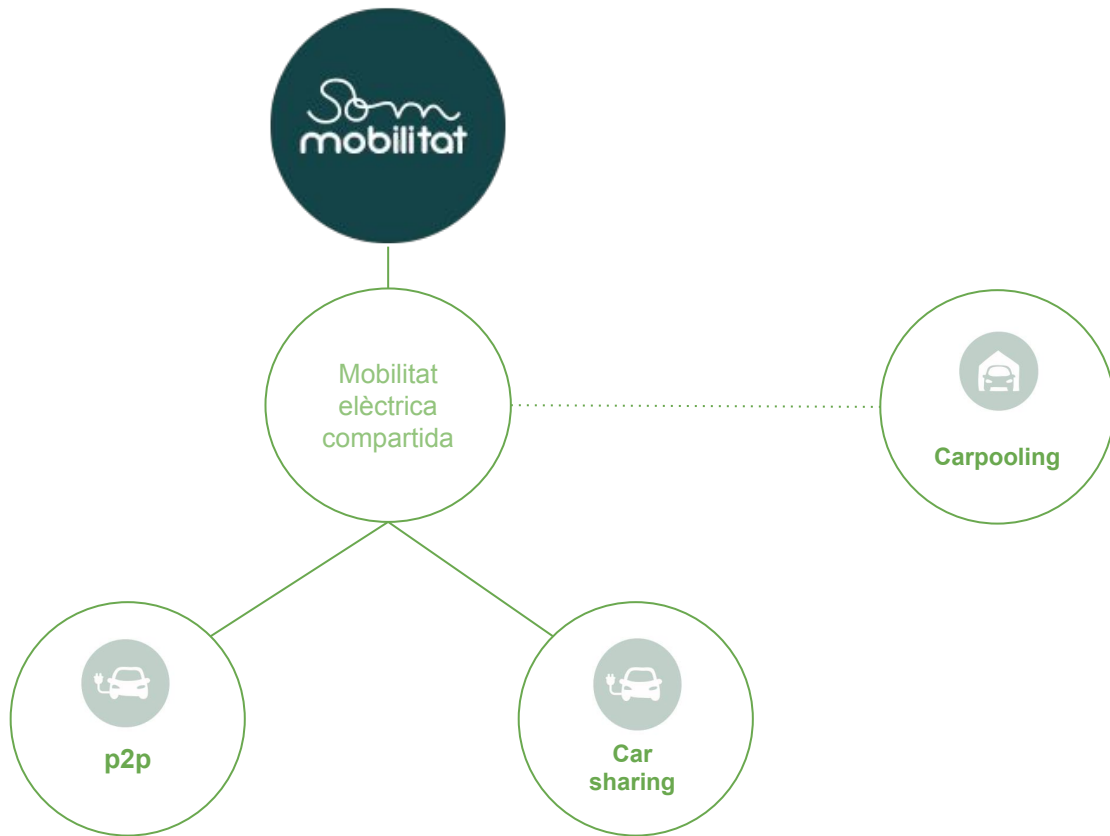 Som
mobilitat
Mobilitat
elèctrica
compartida
Carpooling
p2p
Car
sharing